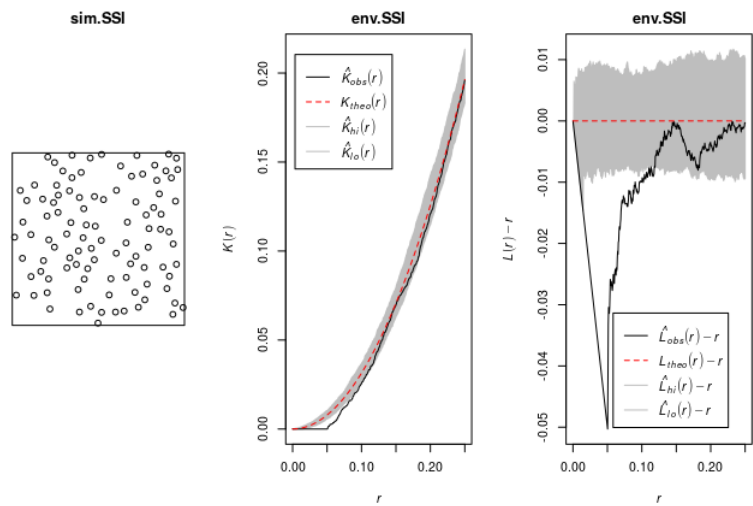 sim.SSI
env.SSI
K̂obs(r)
Ktheo(r)
K̂hi(r)
K̂lo(r)
K(r)
0.00
0.05
0.10
0.15
0.20
0.00
0.10
0.20
r
env.SSI
L(r) − r
0.01
0.00
-0.01
-0.02
-0.03
-0.04
-0.05
L̂obs(r) − r
Ltheo(r) − r
L̂hi(r) − r
L̂lo(r) − r
0.00
0.10
0.20
r